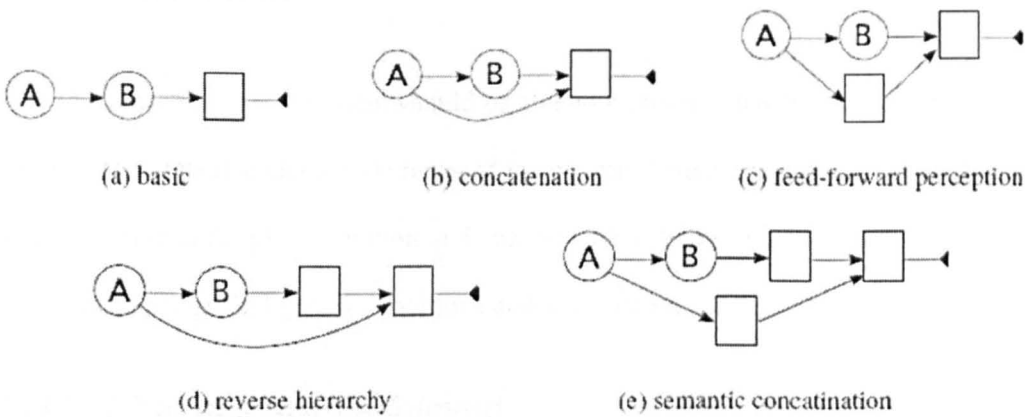 A B
A B
A B
(a) basic
(b) concatenation
(c) feed-forward perception
A B
A B
(d) reverse hierarchy
(e) semantic concatination